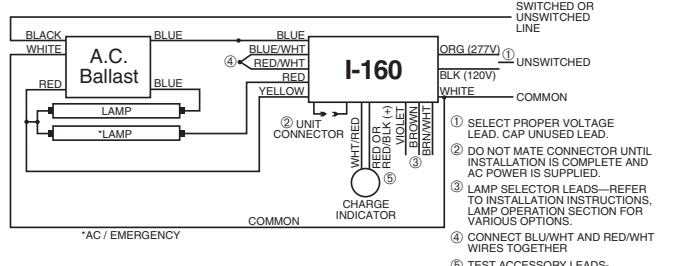 SWITCHED OR
UNSWITCHED
LINE
BLACK
BLUE
BLUE
WHITE
BLUE/WHT
ORG (277V)
①
A.C.
Ballast
④
RED/WHT
I-160
UNSWITCHED
RED
BLK (120V)
RED
BLUE
YELLOW
WHITE
COMMON
LAMP
② UNIT
CONNECTOR
*LAMP
WHT/RED
RED OR
RED/BLK (+)
VIOLET
BROWN
BRN/WHT
③
⑤
CHARGE
INDICATOR
COMMON
*AC / EMERGENCY
① SELECT PROPER VOLTAGE
LEAD. CAP UNUSED LEAD.
② DO NOT MATE CONNECTOR UNTIL
INSTALLATION IS COMPLETE AND
AC POWER IS SUPPLIED.
③ LAMP SELECTOR LEADS—REFER
TO INSTALLATION INSTRUCTIONS,
LAMP OPERATION SECTION FOR
VARIOUS OPTIONS.
④ CONNECT BLU/WHT AND RED/WHT
WIRES TOGETHER
⑤ TEST ACCESSORY LEADS-